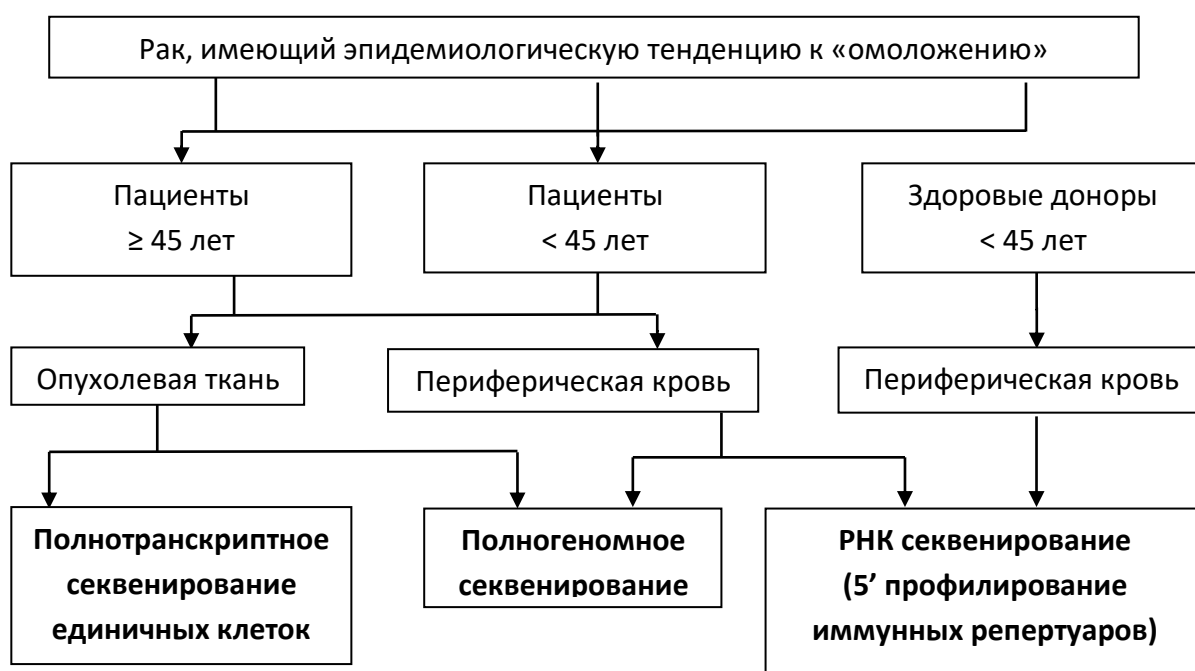 Рак, имеющий эпидемиологическую тенденцию к «омоложению»
Пациенты
≥ 45 лет
Пациенты
< 45 лет
Здоровые доноры
< 45 лет
Опухолевая ткань
Периферическая кровь
Периферическая кровь
Полнотранскриптное
секвенирование
единичных клеток
Полногеномное
секвенирование
РНК секвенирование
(5’ профилирование
иммунных репертуаров)